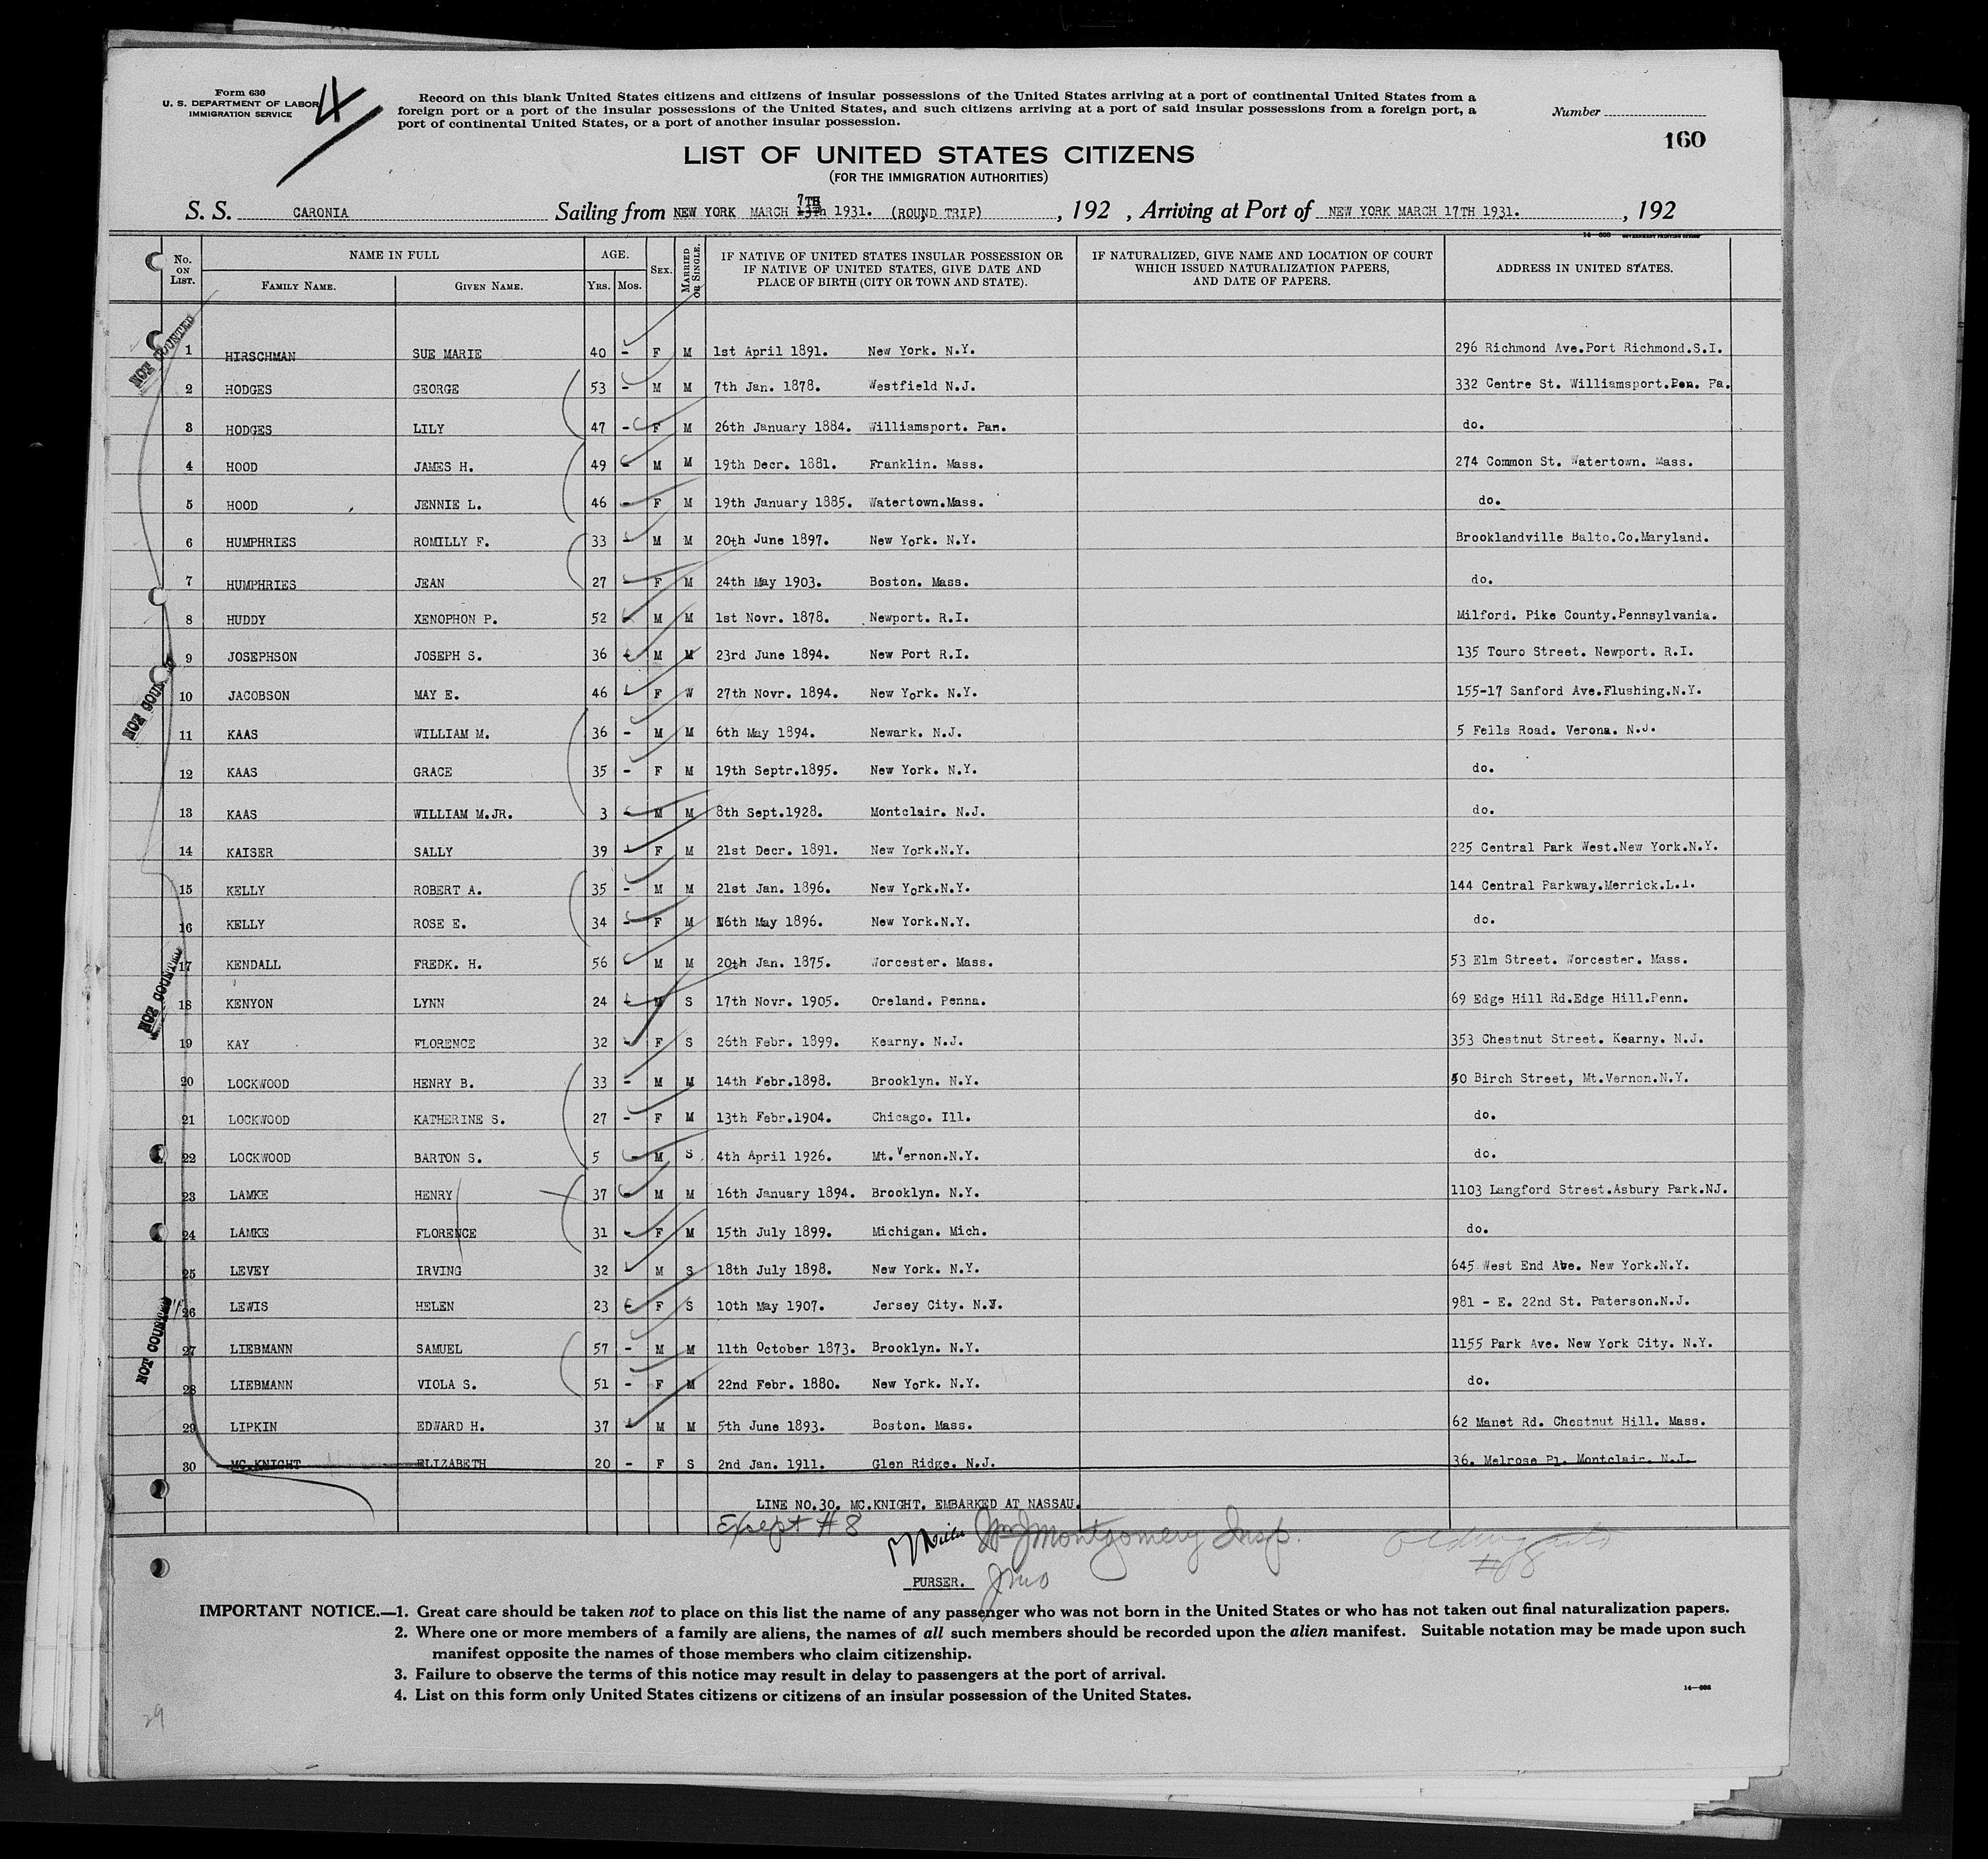 Form 630
U. S. DEPARTMENT OF LABOR
IMMIGRATION SERVICE
4
Record on this blank United States citizens and citizens of insular possessions of the United States arriving at a port of continental United States from a
foreign port or a port of the insular possessions of the United States, and such citizens arriving at a port of said insular possessions from a foreign port, a
port of continental United States, or a port of another insular possession.
Number
160
LIST OF UNITED STATES CITIZENS
(FOR THE IMMIGRATION AUTHORITIES)
S. S. CARONIA Sailing from NEW YORK MARCH 13th 7TH 1931. (ROUND TRIP) , 192 , Arriving at Port of NEW YORK MARCH 17TH 1931. , 192
14—608 GOVERNMENT PRINTING OFFICE
No. ON LIST. NAME IN FULL FAMILY NAME. GIVEN NAME. AGE. YRS. MOS. SEX. MARRIED OR SINGLE. IF NATIVE OF UNITED STATES INSULAR POSSESSION OR IF NATIVE OF UNITED STATES, GIVE DATE AND PLACE OF BIRTH (CITY OR TOWN AND STATE). IF NATURALIZED, GIVE NAME AND LOCATION OF COURT WHICH ISSUED NATURALIZATION PAPERS, AND DATE OF PAPERS. ADDRESS IN UNITED STATES.
NOT COUNTED
1 HIRSCHMAN SUE MARIE 40 - F M 1st April 1891. New York. N.Y. 296 Richmond Ave.Port Richmond.S.I.
2 HODGES GEORGE 53 - M M 7th Jan. 1878. Westfield N.J. 332 Centre St. Williamsport.Pen. Pa.
3 HODGES LILY 47 - F M 26th January 1884. Williamsport. Pan. do.
4 HOOD JAMES H. 49 - M M 19th Decr. 1881. Franklin. Mass. 274 Common St. Watertown. Mass.
5 HOOD JENNIE L. 46 - F M 19th January 1885. Watertown.Mass. do.
6 HUMPHRIES ROMILLY F. 33 - M M 20th June 1897. New York. N.Y. Brooklandville Balto.Co.Maryland.
7 HUMPHRIES JEAN 27 - F M 24th May 1903. Boston. Mass. do.
8 HUDDY XENOPHON P. 52 - M M 1st Novr. 1878. Newport. R.I. Milford. Pike County.Pennsylvania.
9 JOSEPHSON JOSEPH S. 36 - M M 23rd June 1894. New Port R.I. 135 Touro Street. Newport. R.I.
NOT COUNTED
10 JACOBSON MAY E. 46 - F W 27th Novr. 1894. New York. N.Y. 155-17 Sanford Ave.Flushing.N.Y.
11 KAAS WILLIAM M. 36 - M M 6th May 1894. Newark. N.J. 5 Fells Road. Verona. N.J.
12 KAAS GRACE 35 - F M 19th Septr.1895. New York. N.Y. do.
13 KAAS WILLIAM M.JR. 3 - M M 8th Sept.1928. Montclair. N.J. do.
14 KAISER SALLY 39 - F M 21st Decr. 1891. New York.N.Y. 225 Central Park West.New York.N.Y.
15 KELLY ROBERT A. 35 - M M 21st Jan. 1896. New York.N.Y. 144 Central Parkway.Merrick.L.I.
16 KELLY ROSE E. 34 - F M 16th May 1896. New York.N.Y. do.
NOT COUNTED
17 KENDALL FREDK. H. 56 - M M 20th Jan. 1875. Worcester. Mass. 53 Elm Street. Worcester. Mass.
18 KENYON LYNN 24 - M S 17th Novr. 1905. Oreland. Penna. 69 Edge Hill Rd.Edge Hill.Penn.
19 KAY FLORENCE 32 - F S 26th Febr. 1899. Kearny. N.J. 353 Chestnut Street. Kearny. N.J.
20 LOCKWOOD HENRY B. 33 - M M 14th Febr.1898. Brooklyn. N.Y. 50 Birch Street, Mt.Vernon.N.Y.
21 LOCKWOOD KATHERINE S. 27 - F M 13th Febr.1904. Chicago. Ill. do.
22 LOCKWOOD BARTON S. 5 - M S 4th April 1926. Mt.Vernon.N.Y. do.
23 LAMKE HENRY 37 - M M 16th January 1894. Brooklyn. N.Y. 1103 Langford Street.Asbury Park.NJ.
24 LAMKE FLORENCE 31 - F M 15th July 1899. Michigan. Mich. do.
25 LEVEY IRVING 32 - M S 18th July 1898. New York. N.Y. 645 West End Ave. New York.N.Y.
26 LEWIS HELEN 23 - F S 10th May 1907. Jersey City. N.J. 981 - E. 22nd St. Paterson.N.J.
NOT COUNTED
27 LIEBMANN SAMUEL 57 - M M 11th October 1873. Brooklyn. N.Y. 1155 Park Ave. New York City. N.Y.
28 LIEBMANN VIOLA S. 51 - F M 22nd Febr. 1880. New York. N.Y. do.
29 LIPKIN EDWARD H. 37 - M M 5th June 1893. Boston. Mass. 62 Manet Rd. Chestnut Hill. Mass.
30 MC.KNIGHT ELIZABETH 20 - F S 2nd Jan. 1911. Glen Ridge. N.J. 36. Melrose Pl. Montclair. N.J.
LINE NO.30. MC.KNIGHT. EMBARKED AT NASSAU.
Except #8
Wm J Montgomery Insp.
#8
PURSER.
IMPORTANT NOTICE.—1. Great care should be taken not to place on this list the name of any passenger who was not born in the United States or who has not taken out final naturalization papers.
2. Where one or more members of a family are aliens, the names of all such members should be recorded upon the alien manifest. Suitable notation may be made upon such
manifest opposite the names of those members who claim citizenship.
3. Failure to observe the terms of this notice may result in delay to passengers at the port of arrival.
4. List on this form only United States citizens or citizens of an insular possession of the United States.
14—608
29